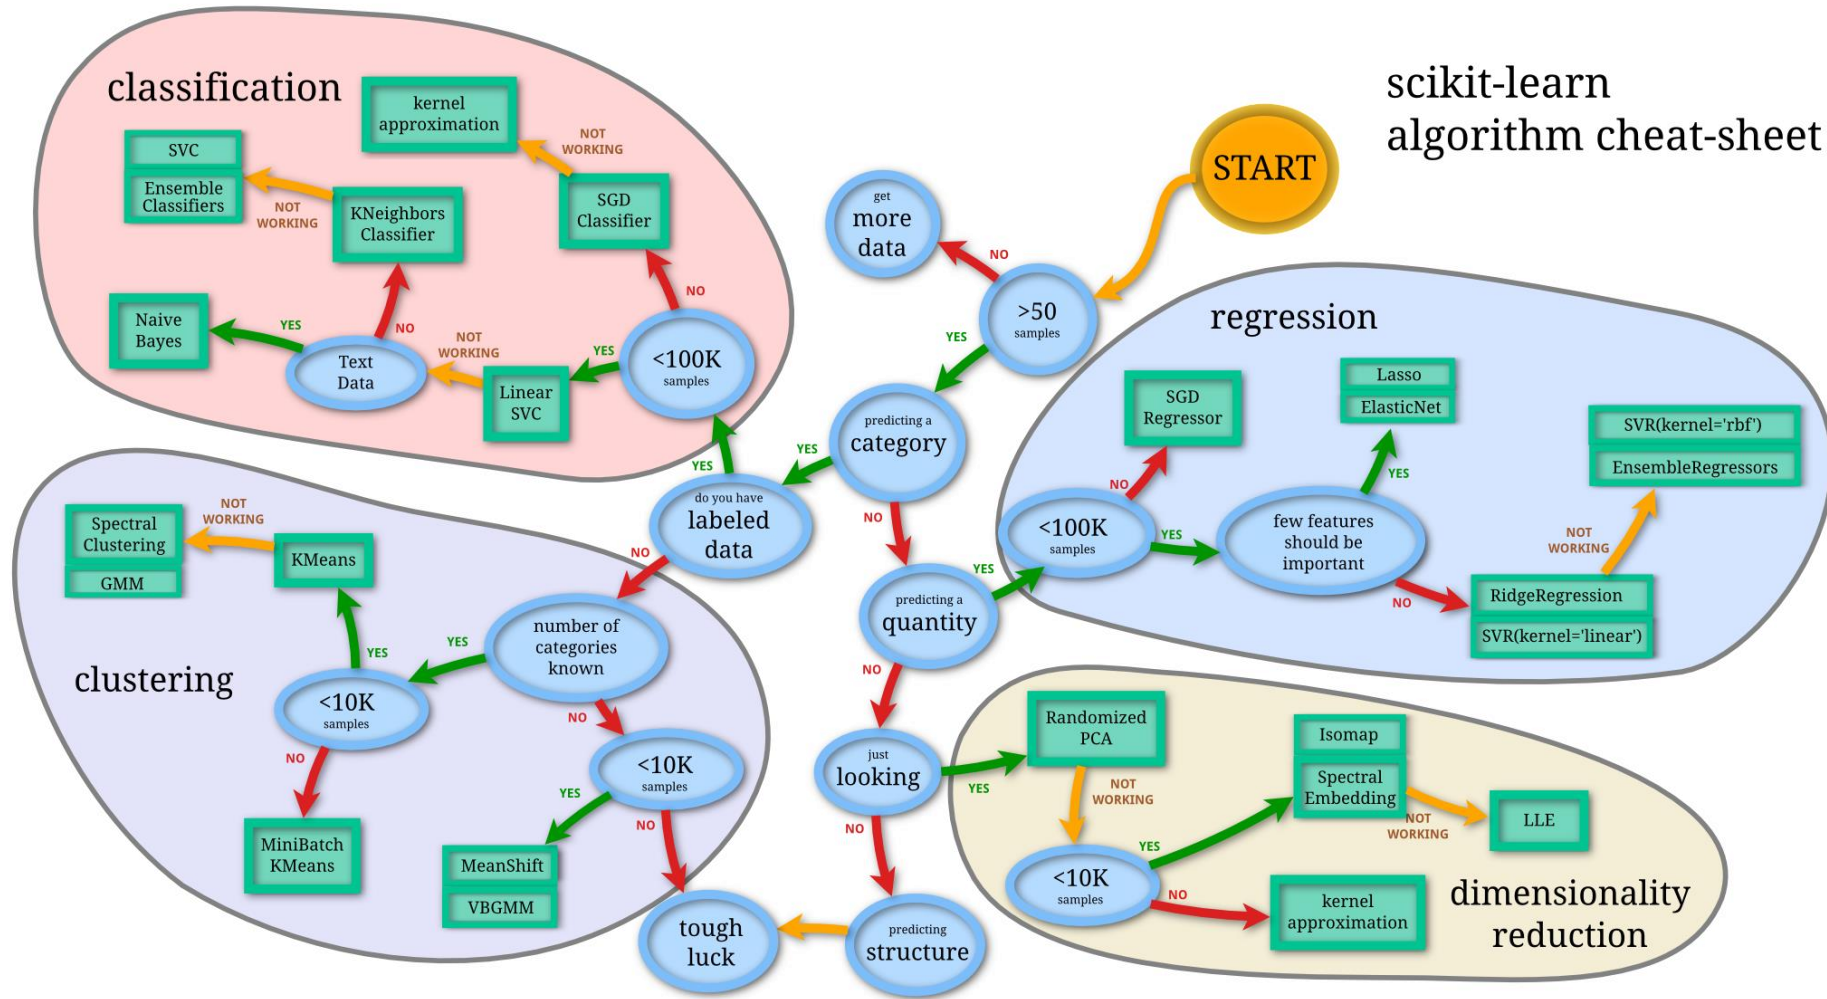 scikit-learn
algorithm cheat-sheet
START
>50
samples
NO
get
more
data
YES
predicting a
category
YES
do you have
labeled
data
YES
NO
NO
predicting a
quantity
YES
NO
just
looking
YES
NO
predicting
structure
tough
luck
classification
<100K
samples
NO
SGD
Classifier
NOT
WORKING
kernel
approximation
YES
Linear
SVC
NOT
WORKING
Text
Data
YES
Naive
Bayes
NO
KNeighbors
Classifier
NOT
WORKING
SVC
Ensemble
Classifiers
clustering
number of
categories
known
YES
<10K
samples
YES
KMeans
NOT
WORKING
Spectral
Clustering
GMM
NO
MiniBatch
KMeans
NO
<10K
samples
YES
MeanShift
VBGMM
NO
regression
<100K
samples
NO
SGD
Regressor
YES
few features
should be
important
YES
Lasso
ElasticNet
NO
RidgeRegression
SVR(kernel='linear')
NOT
WORKING
SVR(kernel='rbf')
EnsembleRegressors
dimensionality
reduction
Randomized
PCA
NOT
WORKING
<10K
samples
YES
Isomap
Spectral
Embedding
NOT
WORKING
LLE
NO
kernel
approximation